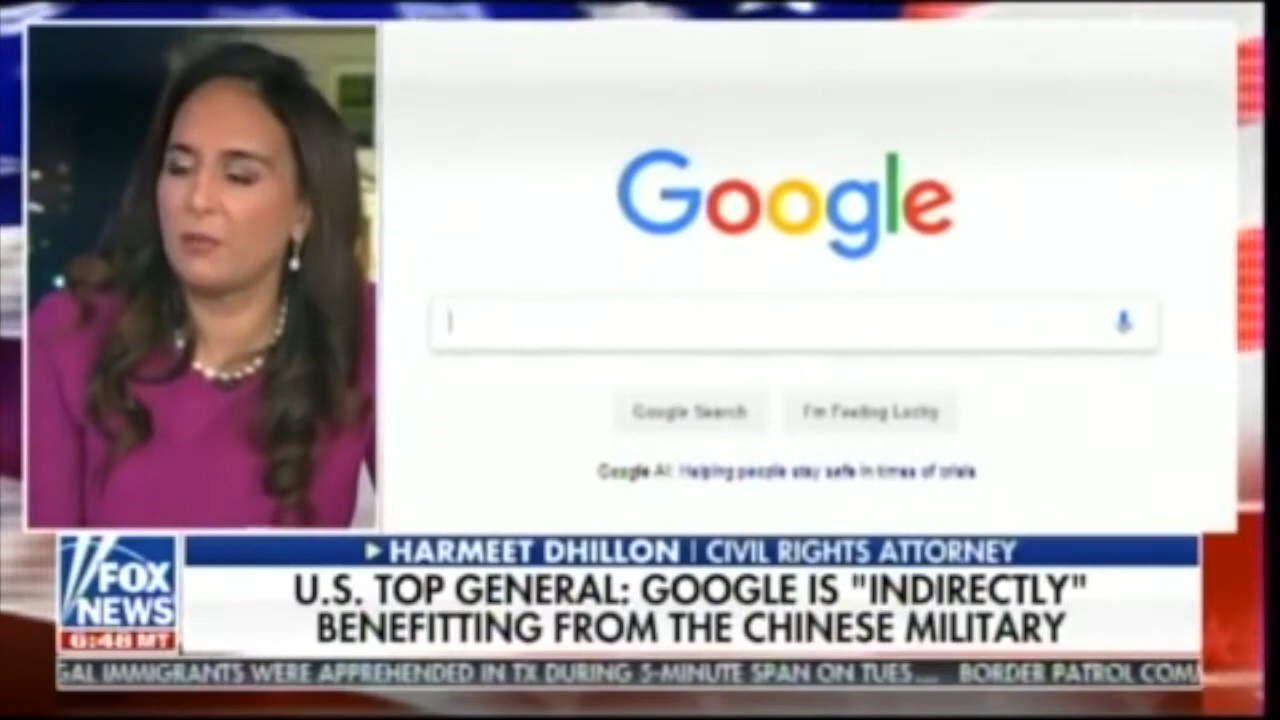 Google
Google Search
I'm Feeling Lucky
Google AI: Helping people stay safe in times of crisis
HARMEET DHILLON | CIVIL RIGHTS ATTORNEY
FOX
NEWS
6:48 MT
U.S. TOP GENERAL: GOOGLE IS "INDIRECTLY"
BENEFITTING FROM THE CHINESE MILITARY
GAL IMMIGRANTS WERE APPREHENDED IN TX DURING 5-MINUTE SPAN ON TUES... BORDER PATROL COM